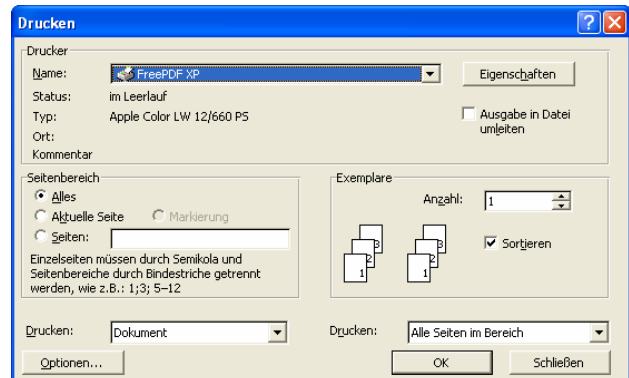 Drucken
Drucker
Name: FreePDF XP Eigenschaften
Status: im Leerlauf
Typ: Apple Color LW 12/660 PS Ausgabe in Datei
umleiten
Ort:
Kommentar
Seitenbereich
Alles
Aktuelle Seite Markierung
Seiten:
Einzelseiten müssen durch Semikola und
Seitenbereiche durch Bindestriche getrennt
werden, wie z.B.: 1;3; 5–12
Exemplare
Anzahl: 1
3 3
2 2
1 1
Sortieren
Drucken: Dokument Drucken: Alle Seiten im Bereich
Optionen... OK Schließen